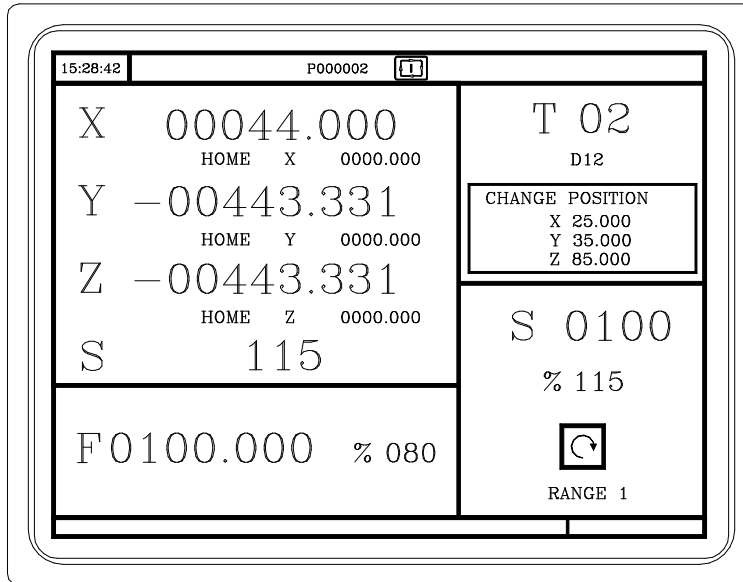 15:28:42 P000002
X 00044.000
HOME X 0000.000
Y -00443.331
HOME Y 0000.000
Z -00443.331
HOME Z 0000.000
S 115
F0100.000 % 080
T 02
D12
CHANGE POSITION
X 25.000
Y 35.000
Z 85.000
S 0100
% 115
RANGE 1